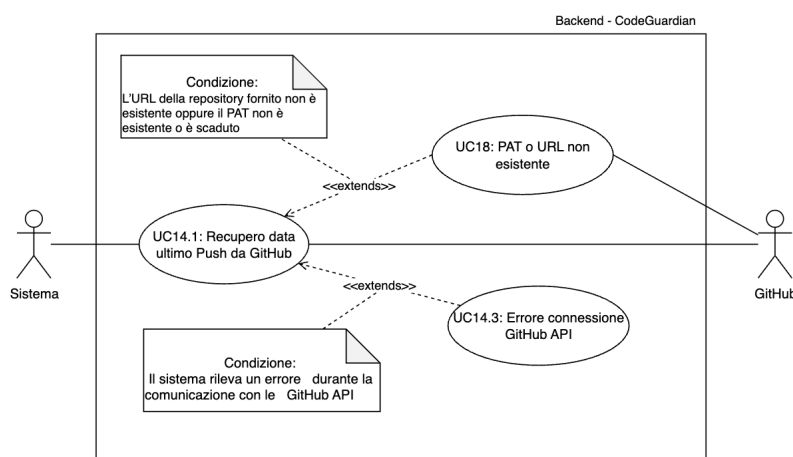 Backend - CodeGuardian
Condizione:
L'URL della repository fornito non è
esistente oppure il PAT non è
esistente o è scaduto
UC18: PAT o URL non
esistente
<<extends>>
UC14.1: Recupero data
ultimo Push da GitHub
Sistema
GitHub
<<extends>>
UC14.3: Errore connessione
GitHub API
Condizione:
Il sistema rileva un errore durante la
comunicazione con le GitHub API